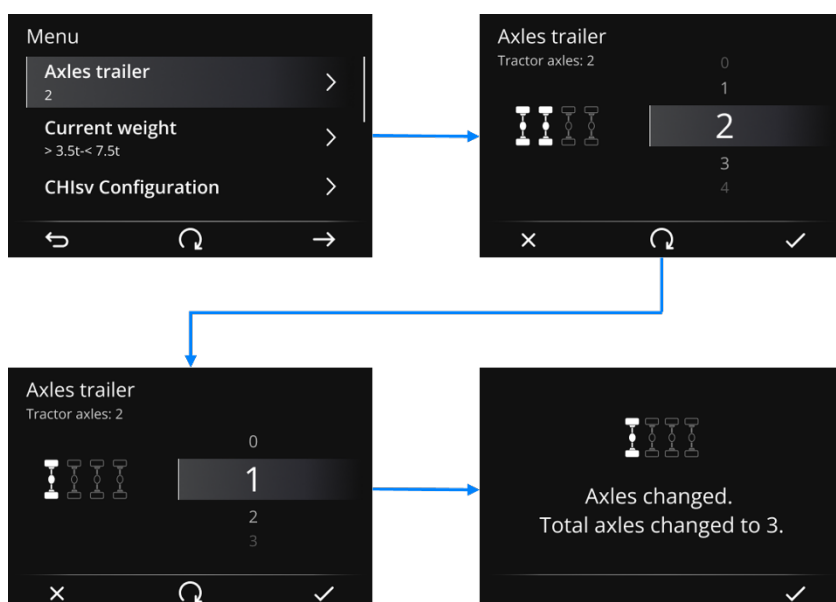 Menu
Axles trailer
2
Current weight
> 3.5t-< 7.5t
CHIsv Configuration
Axles trailer
Tractor axles: 2
0
1
2
3
4
Axles trailer
Tractor axles: 2
0
1
2
3
Axles changed.
Total axles changed to 3.